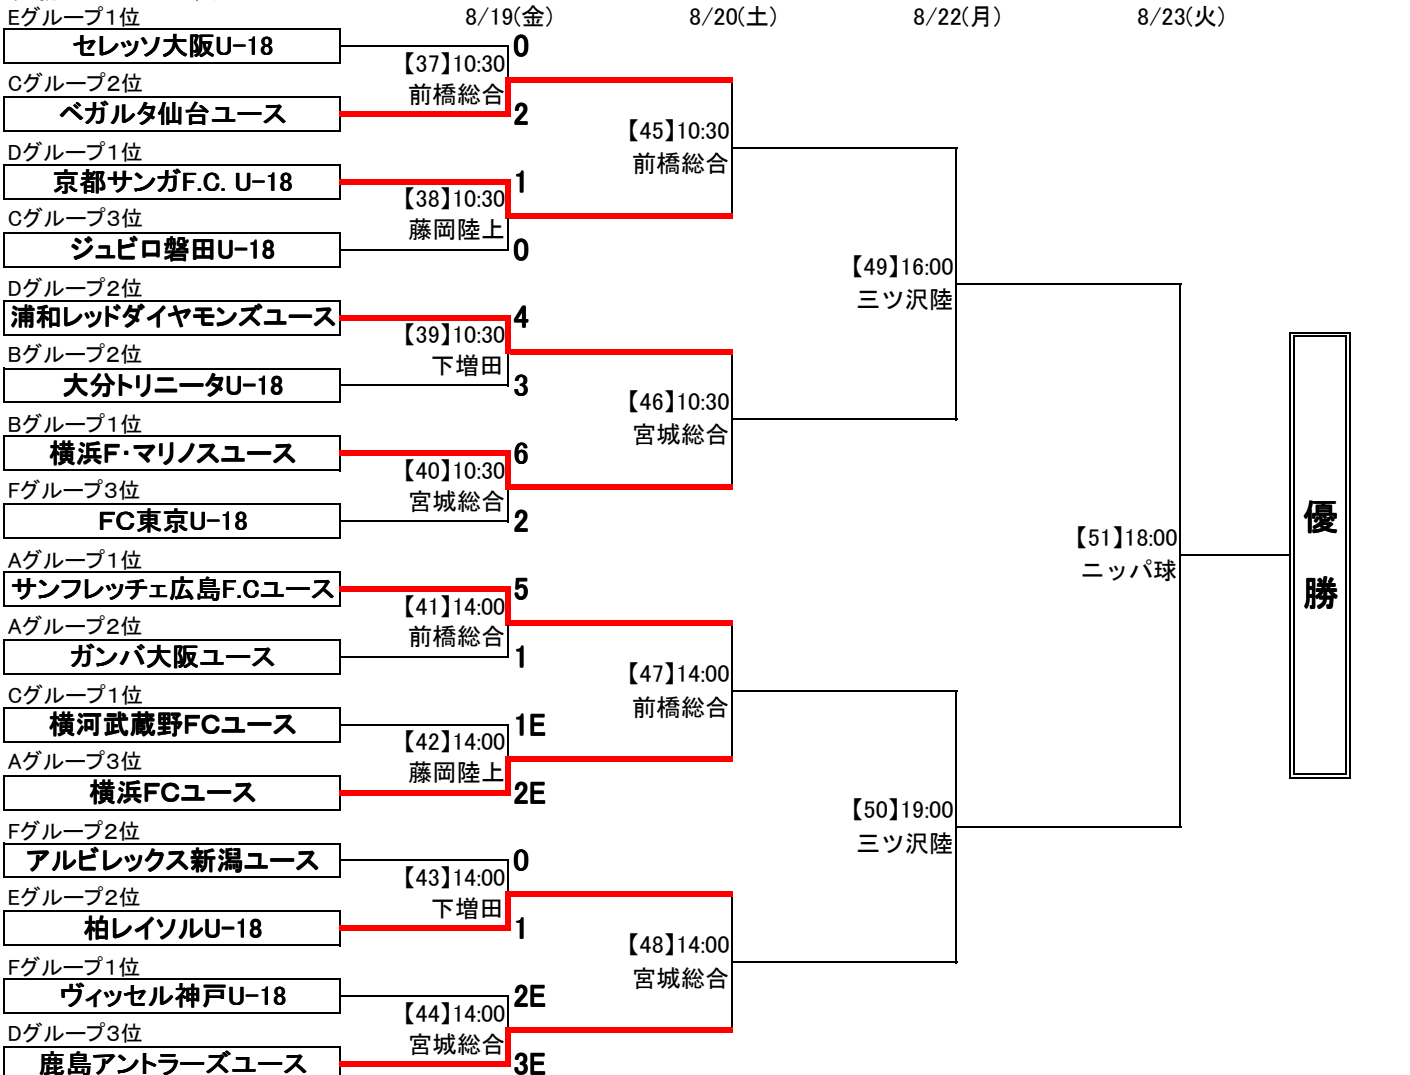 8/19(金) 8/20(土) 8/22(月) 8/23(火)
Eグループ1位
セレッソ大阪U-18
0
【37】10:30
前橋総合
Cグループ2位
ベガルタ仙台ユース
2
【45】10:30
前橋総合
Dグループ1位
京都サンガF.C. U-18
1
【38】10:30
藤岡陸上
Cグループ3位
ジュビロ磐田U-18
0
【49】16:00
三ツ沢陸
Dグループ2位
浦和レッドダイヤモンズユース
4
【39】10:30
下増田
Bグループ2位
大分トリニータU-18
3
【46】10:30
宮城総合
Bグループ1位
横浜F・マリノスユース
6
【40】10:30
宮城総合
Fグループ3位
FC東京U-18
2
【51】18:00
ニッパ球
優勝
Aグループ1位
サンフレッチェ広島F.Cユース
5
【41】14:00
前橋総合
Aグループ2位
ガンバ大阪ユース
1
【47】14:00
前橋総合
Cグループ1位
横河武蔵野FCユース
1E
【42】14:00
藤岡陸上
Aグループ3位
横浜FCユース
2E
【50】19:00
三ツ沢陸
Fグループ2位
アルビレックス新潟ユース
0
【43】14:00
下増田
Eグループ2位
柏レイソルU-18
1
【48】14:00
宮城総合
Fグループ1位
ヴィッセル神戸U-18
2E
【44】14:00
宮城総合
Dグループ3位
鹿島アントラーズユース
3E